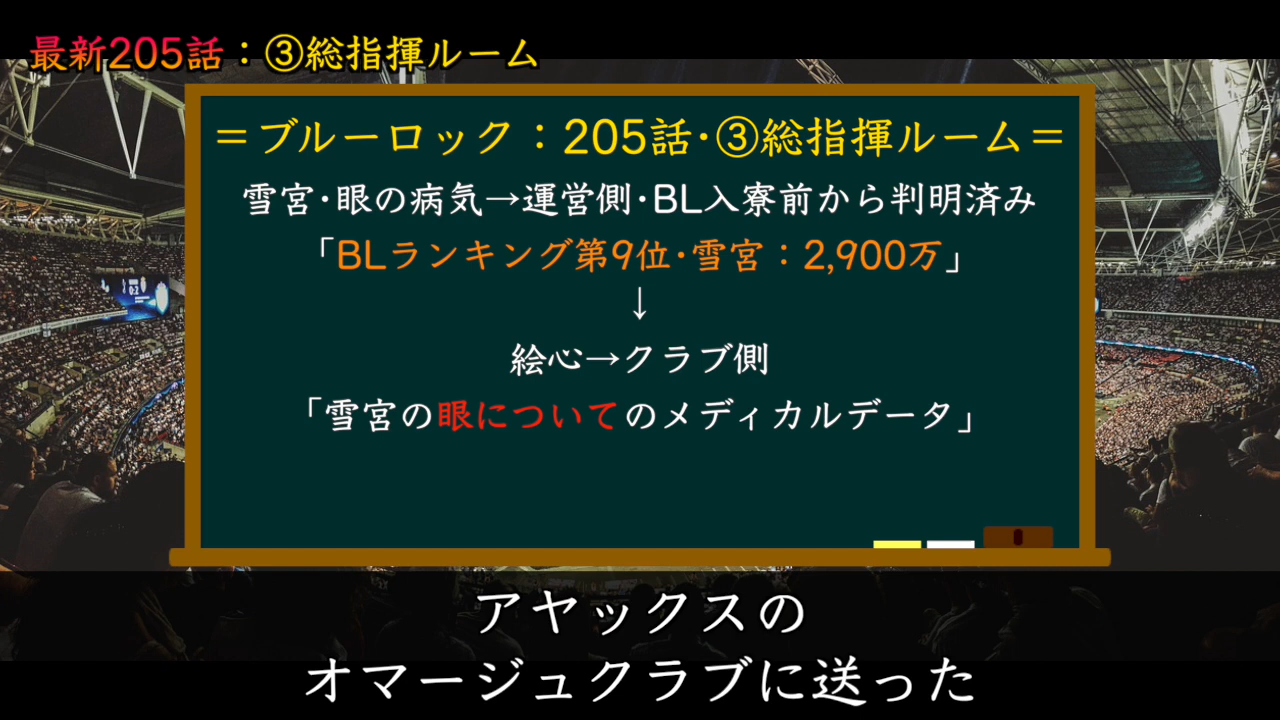 最新205話：③総指揮ルーム
＝ブルーロック：205話･③総指揮ルーム＝
雪宮･眼の病気→運営側･BL入寮前から判明済み
「BLランキング第9位･雪宮：2,900万」
↓
絵心→クラブ側
「雪宮の眼についてのメディカルデータ」
アヤックスの
オマージュクラブに送った